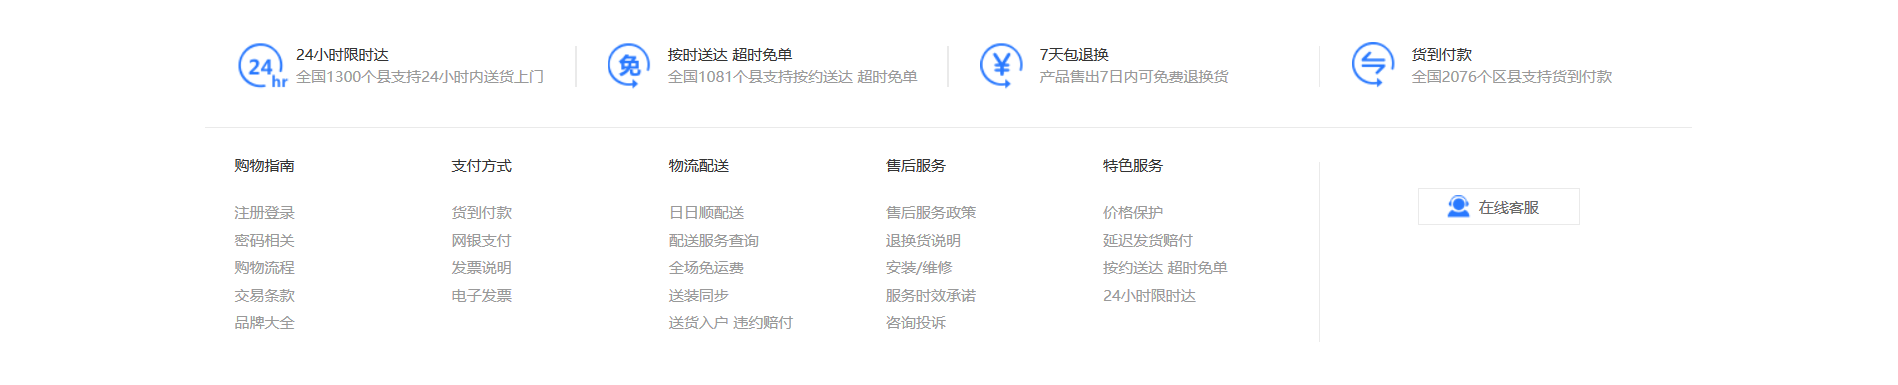 24hr
24小时限时达
全国1300个县支持24小时内送货上门
免
按时送达 超时免单
全国1081个县支持按约送达 超时免单
¥
7天包退换
产品售出7日内可免费退换货
货到付款
全国2076个区县支持货到付款
购物指南
注册登录
密码相关
购物流程
交易条款
品牌大全
支付方式
货到付款
网银支付
发票说明
电子发票
物流配送
日日顺配送
配送服务查询
全场免运费
送装同步
送货入户 违约赔付
售后服务
售后服务政策
退换货说明
安装/维修
服务时效承诺
咨询投诉
特色服务
价格保护
延迟发货赔付
按约送达 超时免单
24小时限时达
在线客服